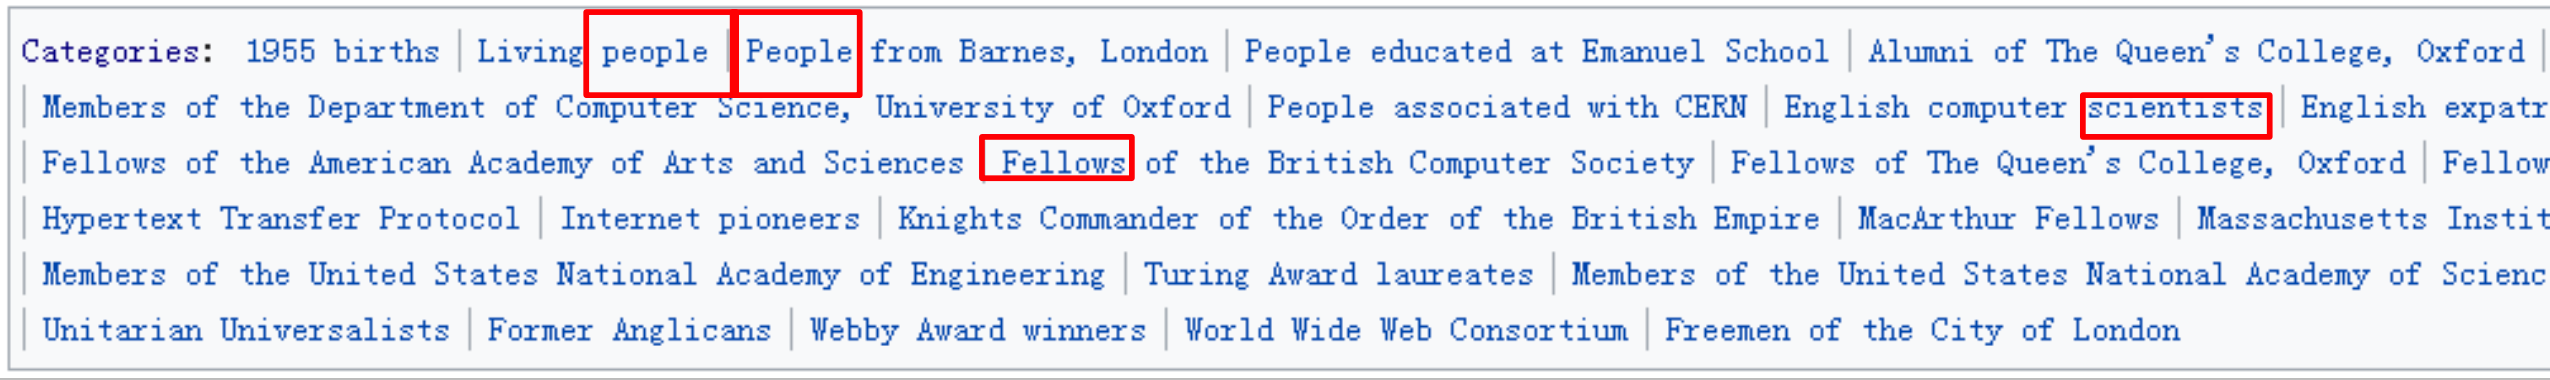 Categories: 1955 births | Living people | People from Barnes, London | People educated at Emanuel School | Alumni of The Queen's College, Oxford |
| Members of the Department of Computer Science, University of Oxford | People associated with CERN | English computer scientists | English expatr
| Fellows of the American Academy of Arts and Sciences | Fellows of the British Computer Society | Fellows of The Queen's College, Oxford | Fellow
| Hypertext Transfer Protocol | Internet pioneers | Knights Commander of the Order of the British Empire | MacArthur Fellows | Massachusetts Instit
| Members of the United States National Academy of Engineering | Turing Award laureates | Members of the United States National Academy of Scienc
| Unitarian Universalists | Former Anglicans | Webby Award winners | World Wide Web Consortium | Freemen of the City of London